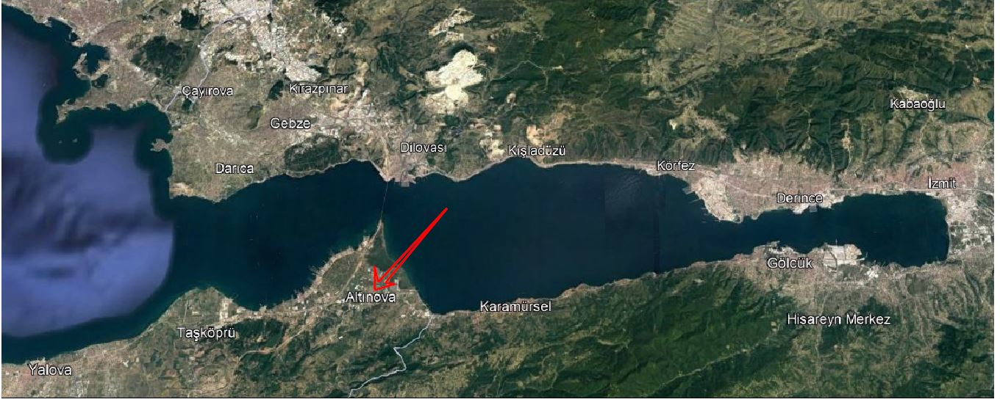 Çayırova
Kirazpınar
Kabaoğlu
Gebze
Dilovası
Kışladüzü
Darıca
Körfez
İzmit
Derince
Gölcük
Altınova
Karamürsel
Hisareyn Merkez
Taşköprü
Yalova